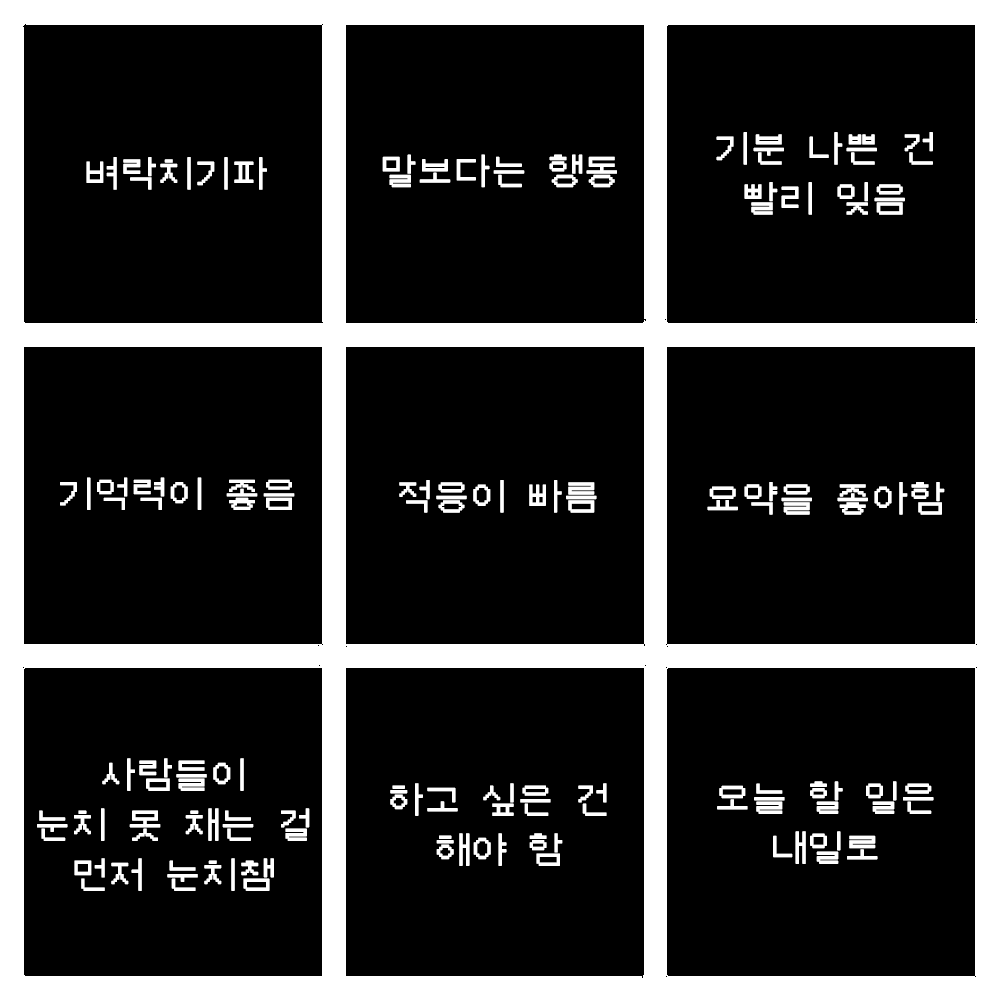 벼락치기파
말보다는 행동
기분 나쁜 건
빨리 잊음
기억력이 좋음
적응이 빠름
요약을 좋아함
사람들이
눈치 못 채는 걸
먼저 눈치챔
하고 싶은 건
해야 함
오늘 할 일은
내일로